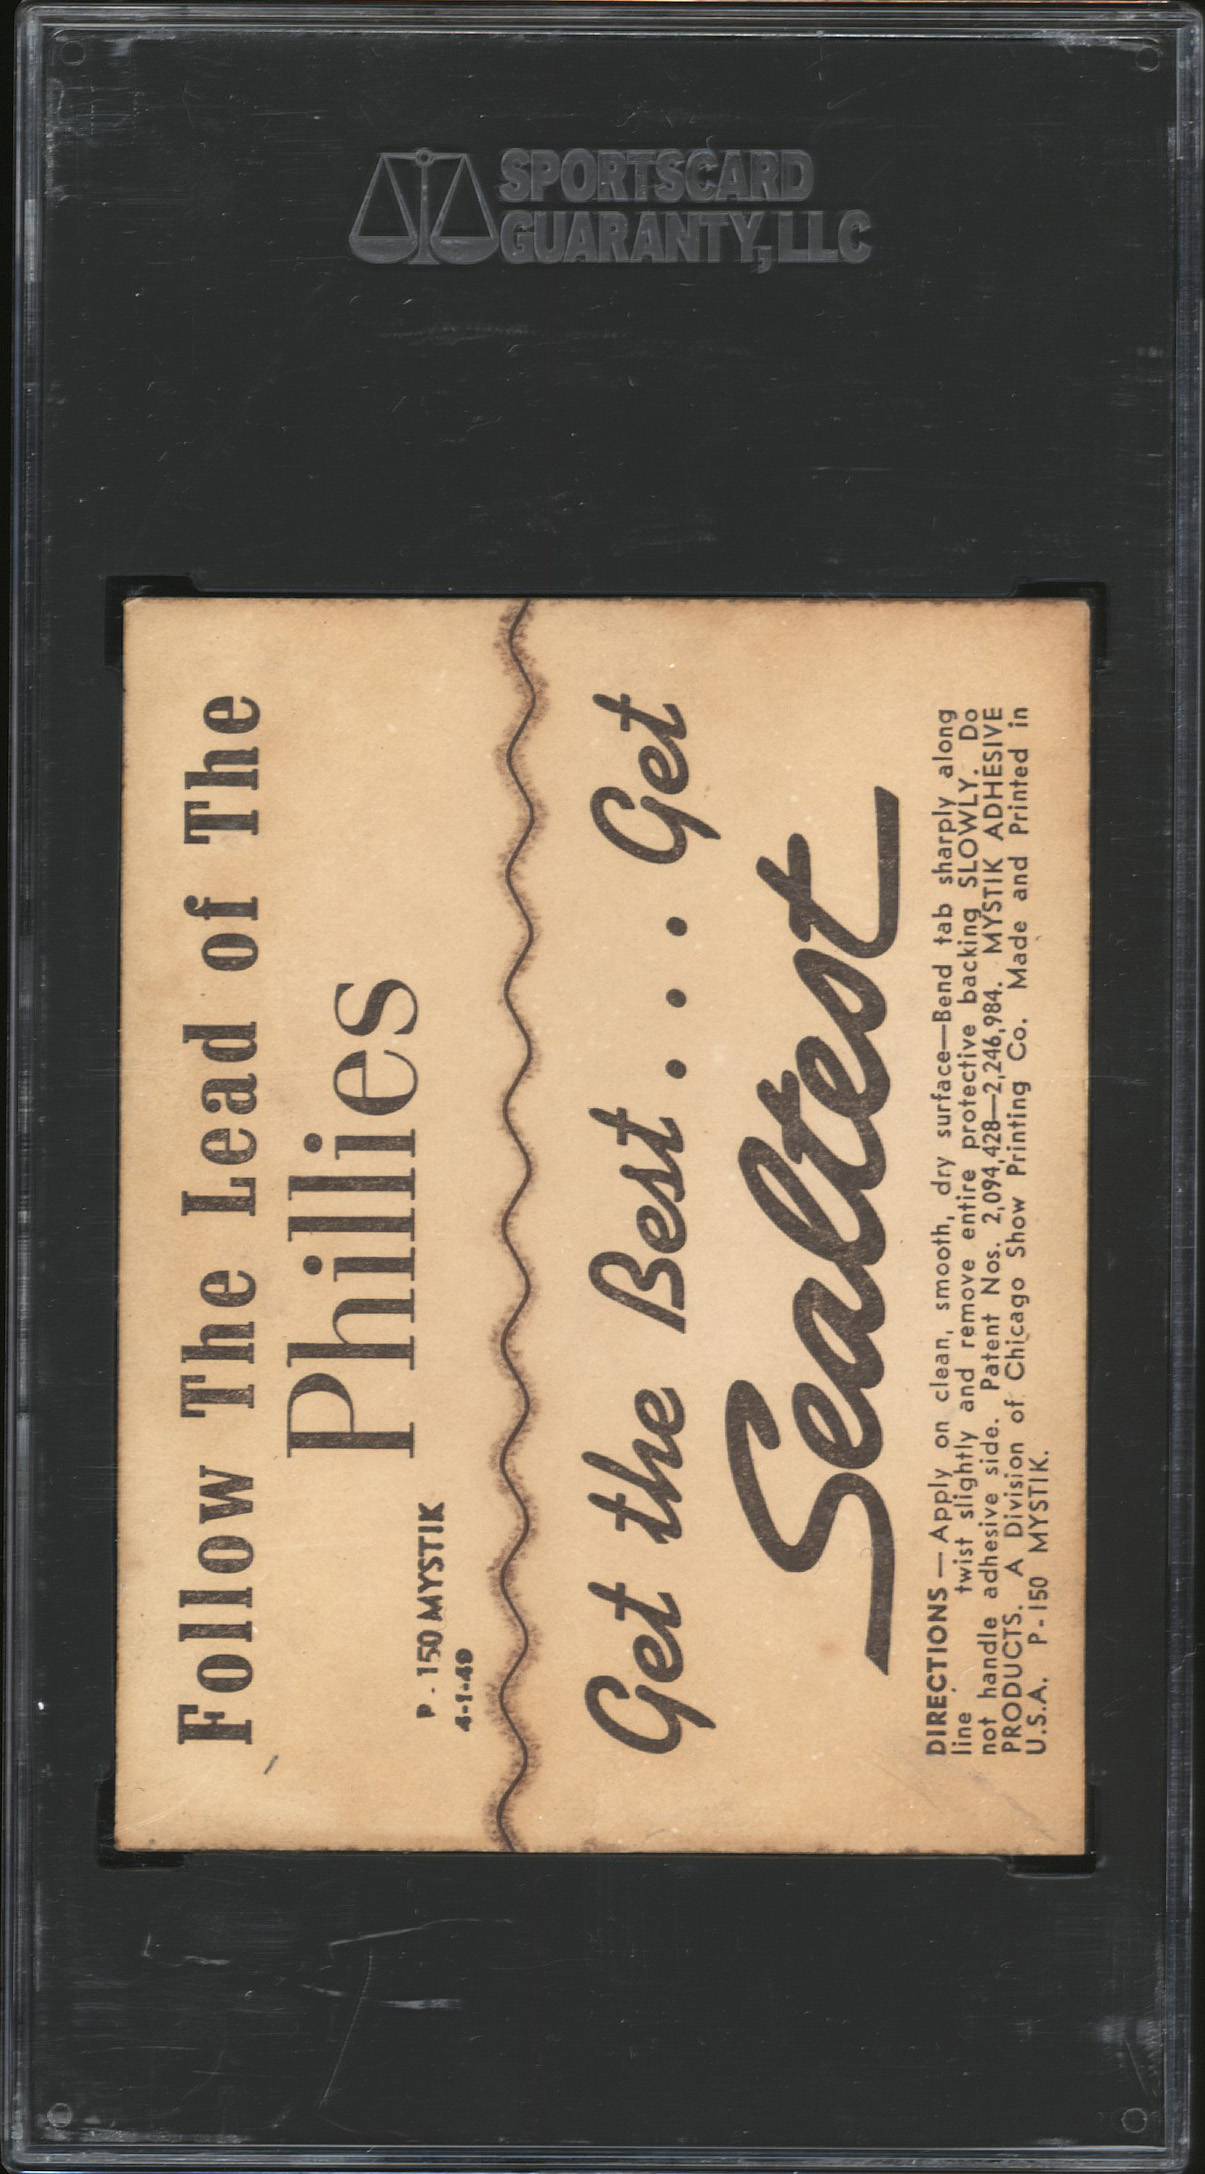 SPORTSCARD
GUARANTY, LLC
Follow The Lead of The
Phillies
P - 150 MYSTIK
4-1-49
Get the Best . . . Get
Sealtest
DIRECTIONS — Apply on clean, smooth, dry surface—Bend tab sharply along
line twist slightly and remove entire protective backing SLOWLY. Do
not handle adhesive side. Patent Nos. 2,094,428—2,246,984. MYSTIK ADHESIVE
PRODUCTS. A Division of Chicago Show Printing Co. Made and Printed in
U.S.A. P - 150 MYSTIK.